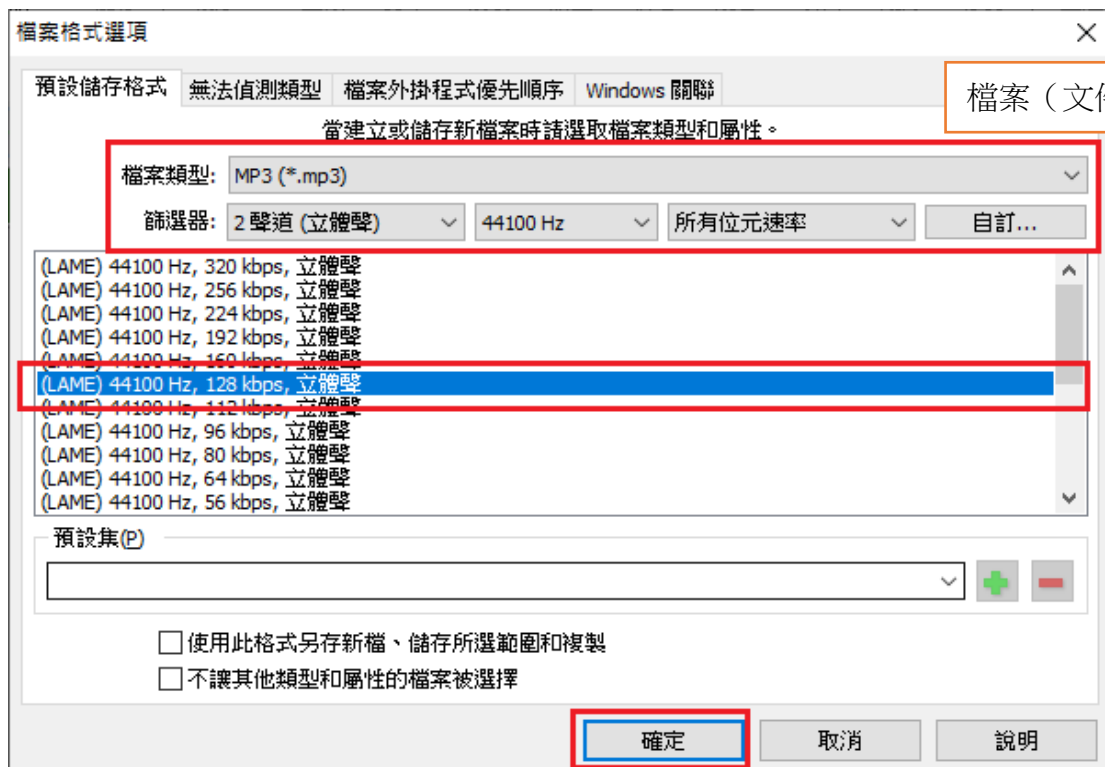 檔案格式選項
預設儲存格式 無法偵測類型 檔案外掛程式優先順序 Windows 關聯
檔案（文件
當建立或儲存新檔案時請選取檔案類型和屬性。
檔案類型: MP3 (*.mp3)
篩選器: 2 聲道 (立體聲) 44100 Hz 所有位元速率 自訂...
(LAME) 44100 Hz, 320 kbps, 立體聲
(LAME) 44100 Hz, 256 kbps, 立體聲
(LAME) 44100 Hz, 224 kbps, 立體聲
(LAME) 44100 Hz, 192 kbps, 立體聲
(LAME) 44100 Hz, 160 kbps, 立體聲
(LAME) 44100 Hz, 128 kbps, 立體聲
(LAME) 44100 Hz, 112 kbps, 立體聲
(LAME) 44100 Hz, 96 kbps, 立體聲
(LAME) 44100 Hz, 80 kbps, 立體聲
(LAME) 44100 Hz, 64 kbps, 立體聲
(LAME) 44100 Hz, 56 kbps, 立體聲
預設集(P)
使用此格式另存新檔、儲存所選範圍和複製
不讓其他類型和屬性的檔案被選擇
確定 取消 說明